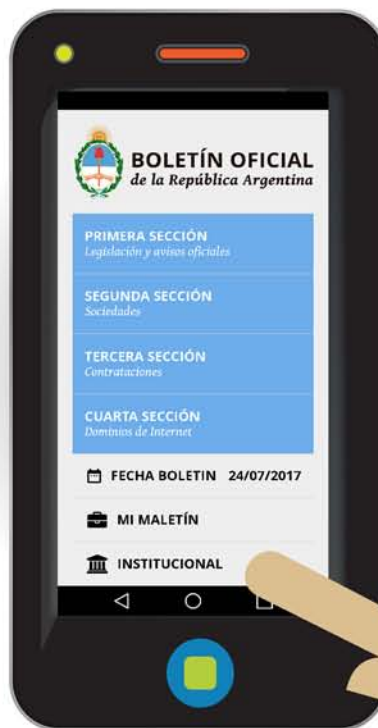 BOLETÍN OFICIAL
de la República Argentina
PRIMERA SECCIÓN
Legislación y avisos oficiales
SEGUNDA SECCIÓN
Sociedades
TERCERA SECCIÓN
Contrataciones
CUARTA SECCIÓN
Dominios de Internet
FECHA BOLETIN 24/07/2017
MI MALETÍN
INSTITUCIONAL